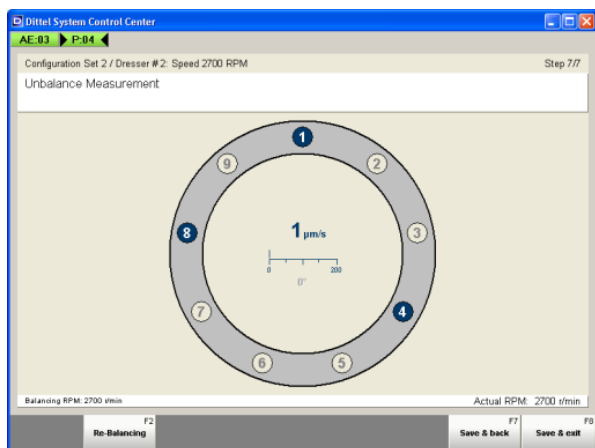 Dittel System Control Center
AE:03 P:04
Configuration Set 2 / Dresser #2: Speed 2700 RPM Step 7/7
Unbalance Measurement
1
9 2
8 3
1 µm/s
0 200
0°
7 4
6 5
Balancing RPM: 2700 r/min Actual RPM: 2700 r/min
F2 F7 F8
Re-Balancing Save & back Save & exit